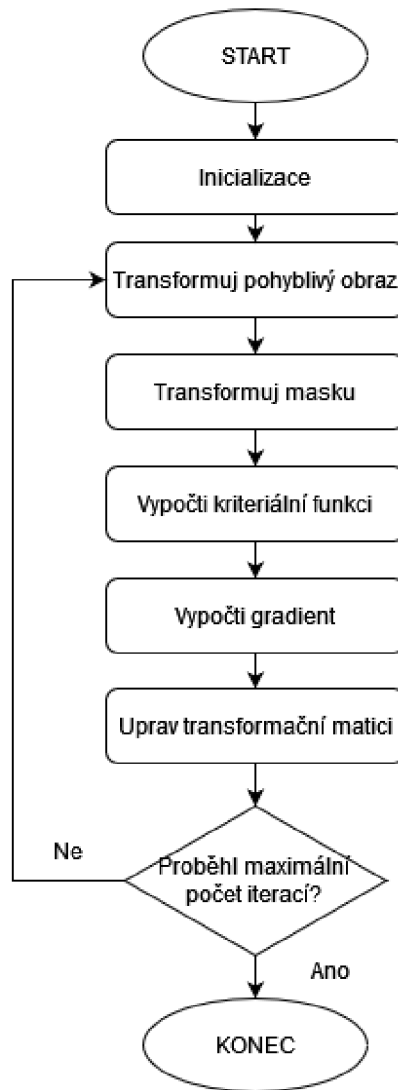 START
Inicializace
Transformuj pohyblivý obraz
Transformuj masku
Vypočti kriteriální funkci
Vypočti gradient
Uprav transformační matici
Ne
Proběhl maximální
počet iterací?
Ano
KONEC